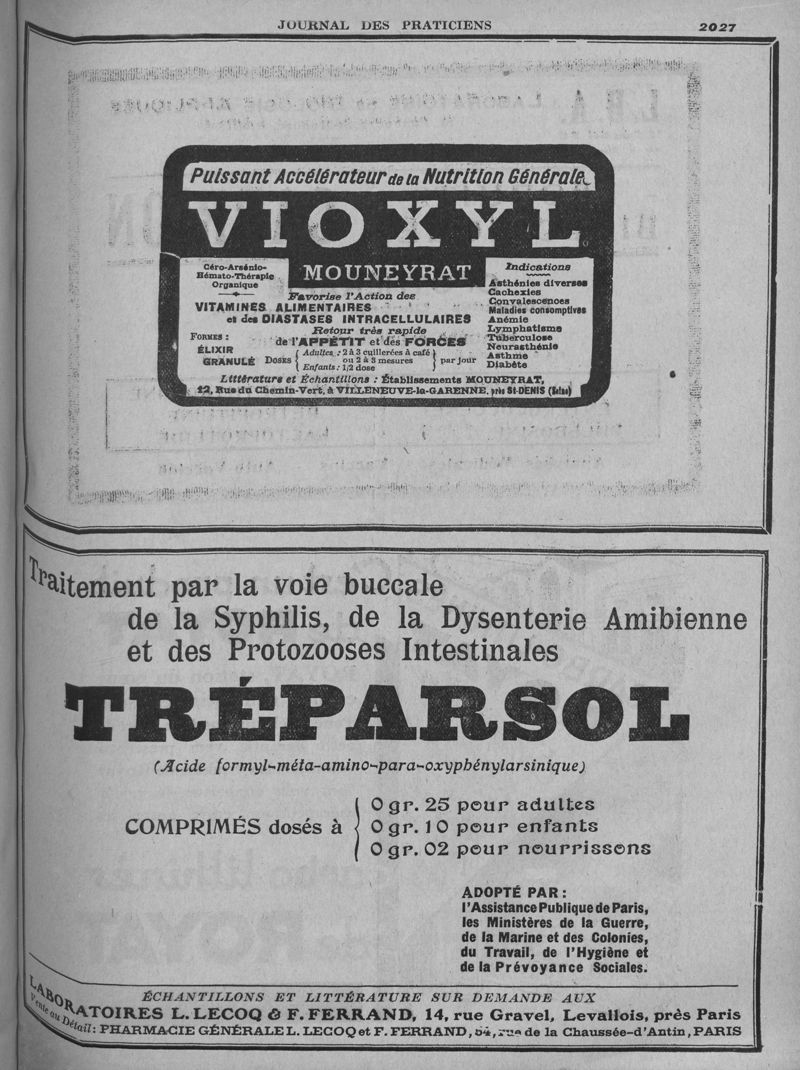 JOURNAL DES PRATICIENS 2027
Puissant Accélérateur de la Nutrition Générale
VIOXYL
MOUNEYRAT
Céro-Arsénio-
Hémato-Thérapie
Organique
Favorise l'Action des
VITAMINES ALIMENTAIRES
et des DIASTASES INTRACELLULAIRES
Retour très rapide
de l'APPÉTIT et des FORCES
FORMES :
ÉLIXIR
GRANULÉ
DOSES
Adultes : 2 à 3 cuillerées à café
ou 2 à 3 mesures
Enfants : 1/2 dose
par jour
Indications
Asthénies diverses
Cachexies
Convalescences
Maladies consomptives
Anémie
Lymphatisme
Tuberculose
Neurasthénie
Asthme
Diabète
Littérature et Échantillons : Établissements MOUNEYRAT,
12, Rue du Chemin-Vert, à VILLENEUVE-la-GARENNE, près St-DENIS (Seine)
Traitement par la voie buccale
de la Syphilis, de la Dysenterie Amibienne
et des Protozooses Intestinales
TRÉPARSOL
(Acide formyl-méta-amino-para-oxyphénylarsinique)
COMPRIMÉS dosés à
0 gr. 25 pour adultes
0 gr. 10 pour enfants
0 gr. 02 pour nourrissons
ADOPTÉ PAR :
l'Assistance Publique de Paris,
les Ministères de la Guerre,
de la Marine et des Colonies,
du Travail, de l'Hygiène et
de la Prévoyance Sociales.
ÉCHANTILLONS ET LITTÉRATURE SUR DEMANDE AUX
LABORATOIRES L. LECOQ & F. FERRAND, 14, rue Gravel, Levallois, près Paris
Vente au Détail : PHARMACIE GÉNÉRALE L. LECOQ et F. FERRAND, 54, rue de la Chaussée-d'Antin, PARIS